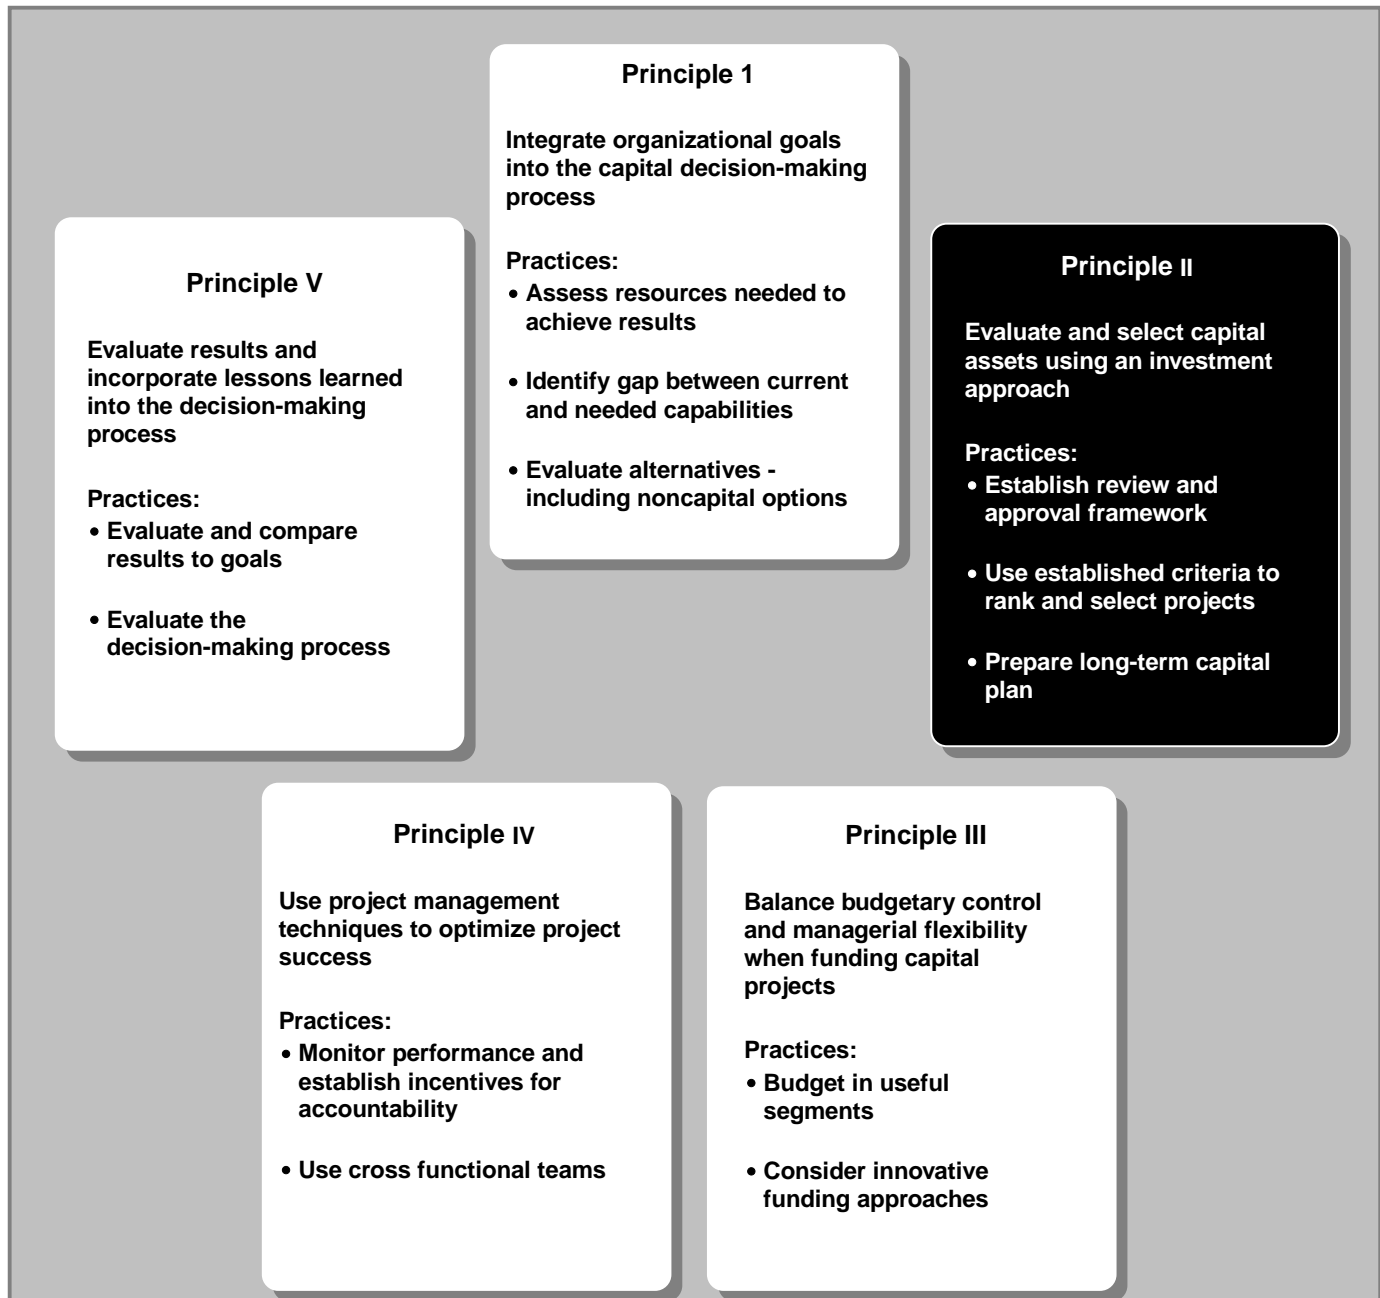 Principle 1
Integrate organizational goals
into the capital decision-making
process
Practices:
• Assess resources needed to
achieve results
• Identify gap between current
and needed capabilities
• Evaluate alternatives -
including noncapital options
Principle II
Evaluate and select capital
assets using an investment
approach
Practices:
• Establish review and
approval framework
• Use established criteria to
rank and select projects
• Prepare long-term capital
plan
Principle III
Balance budgetary control
and managerial flexibility
when funding capital
projects
Practices:
• Budget in useful
segments
• Consider innovative
funding approaches
Principle IV
Use project management
techniques to optimize project
success
Practices:
• Monitor performance and
establish incentives for
accountability
• Use cross functional teams
Principle V
Evaluate results and
incorporate lessons learned
into the decision-making
process
Practices:
• Evaluate and compare
results to goals
• Evaluate the
decision-making process